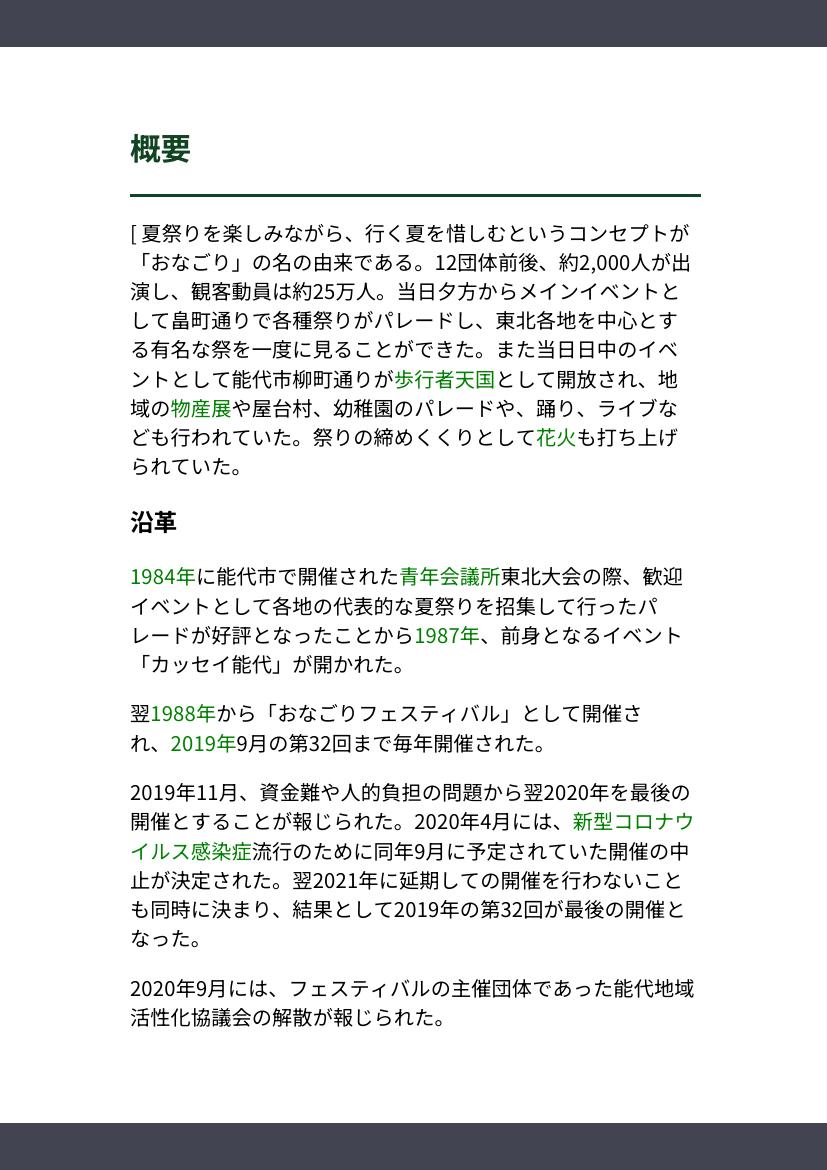 概要
[ 夏祭りを楽しみながら、行く夏を惜しむというコンセプトが
「おなごり」の名の由来である。12団体前後、約2,000人が出
演し、観客動員は約25万人。当日夕方からメインイベントと
して畠町通りで各種祭りがパレードし、東北各地を中心とす
る有名な祭を一度に見ることができた。また当日日中のイベ
ントとして能代市柳町通りが歩行者天国として開放され、地
域の物産展や屋台村、幼稚園のパレードや、踊り、ライブな
ども行われていた。祭りの締めくくりとして花火も打ち上げ
られていた。
沿革
1984年に能代市で開催された青年会議所東北大会の際、歓迎
イベントとして各地の代表的な夏祭りを招集して行ったパ
レードが好評となったことから1987年、前身となるイベント
「カッセイ能代」が開かれた。
翌1988年から「おなごりフェスティバル」として開催さ
れ、2019年9月の第32回まで毎年開催された。
2019年11月、資金難や人的負担の問題から翌2020年を最後の
開催とすることが報じられた。2020年4月には、新型コロナウ
イルス感染症流行のために同年9月に予定されていた開催の中
止が決定された。翌2021年に延期しての開催を行わないこと
も同時に決まり、結果として2019年の第32回が最後の開催と
なった。
2020年9月には、フェスティバルの主催団体であった能代地域
活性化協議会の解散が報じられた。